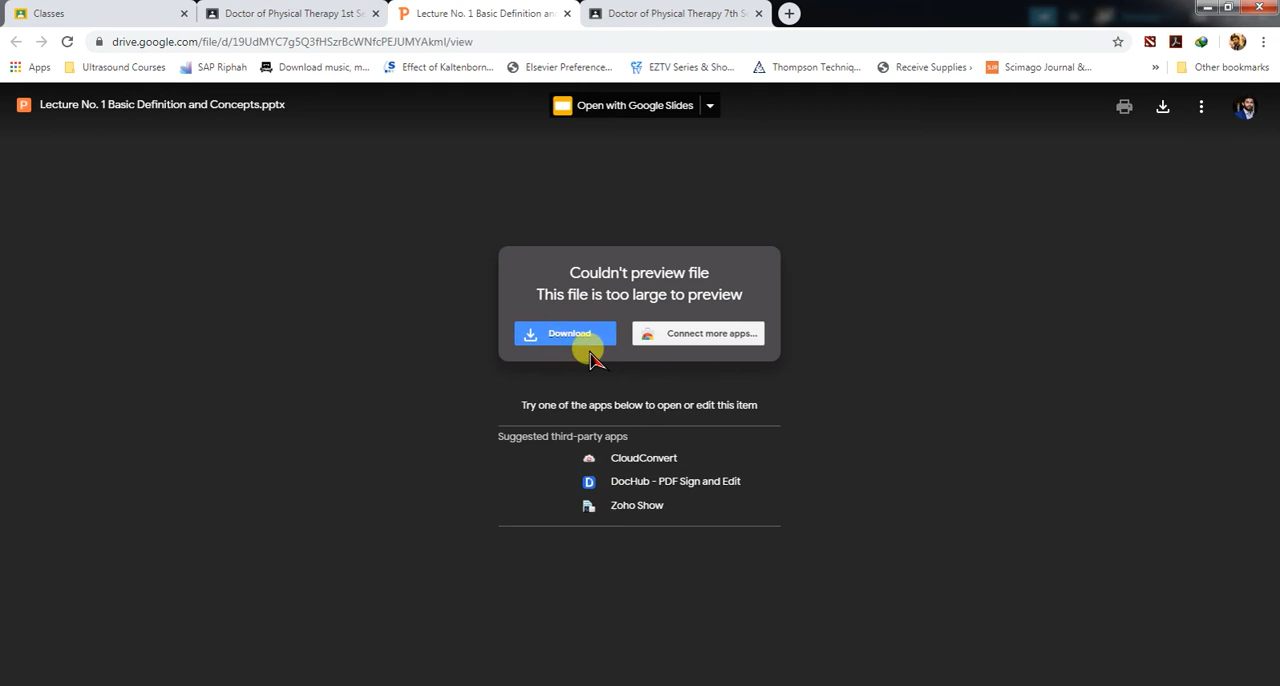 Classes
Doctor of Physical Therapy 1st Se
Lecture No. 1 Basic Definition an
Doctor of Physical Therapy 7th S
drive.google.com/file/d/19UdMYC7g5Q3fHSzrBcWNfcPEJUMYAkmI/view
Apps
Ultrasound Courses
SAP Riphah
Download music, m...
Effect of Kaltenborn...
Elsevier Preference...
EZTV Series & Sho...
Thompson Techniq...
Receive Supplies ›
Scimago Journal &...
»
Other bookmarks
P
Lecture No. 1 Basic Definition and Concepts.pptx
Open with Google Slides
Couldn't preview file
This file is too large to preview
Download
Connect more apps...
Try one of the apps below to open or edit this item
Suggested third-party apps
CloudConvert
D DocHub - PDF Sign and Edit
Zoho Show